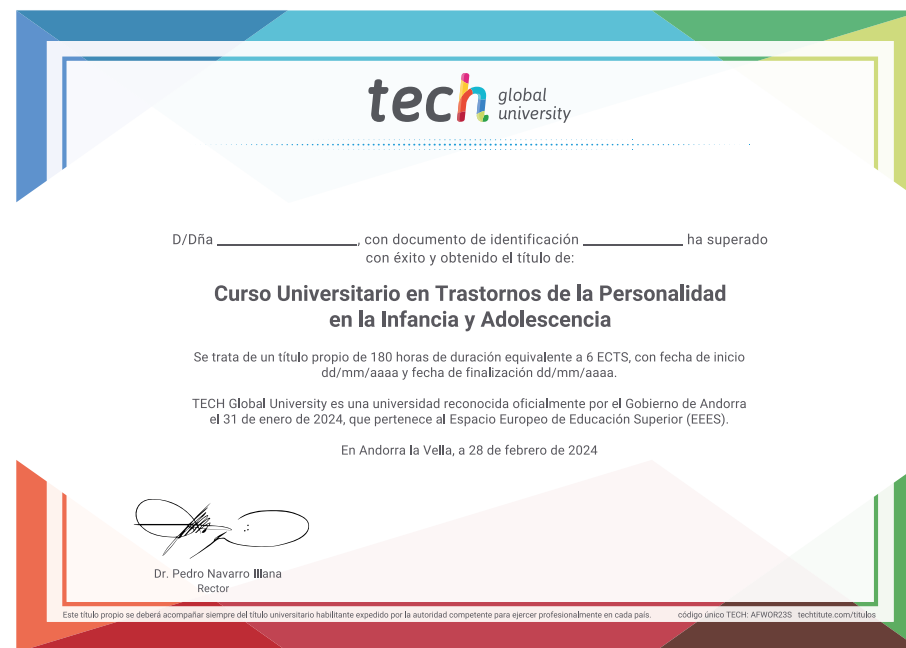 tech global university
D/Dña ____________________, con documento de identificación ______________ ha superado
con éxito y obtenido el título de:
Curso Universitario en Trastornos de la Personalidad
en la Infancia y Adolescencia
Se trata de un título propio de 180 horas de duración equivalente a 6 ECTS, con fecha de inicio
dd/mm/aaaa y fecha de finalización dd/mm/aaaa.
TECH Global University es una universidad reconocida oficialmente por el Gobierno de Andorra
el 31 de enero de 2024, que pertenece al Espacio Europeo de Educación Superior (EEES).
En Andorra la Vella, a 28 de febrero de 2024
Dr. Pedro Navarro Illana
Rector
Este título propio se deberá acompañar siempre del título universitario habilitante expedido por la autoridad competente para ejercer profesionalmente en cada país. código único TECH: AFWOR23S techtitute.com/titulos